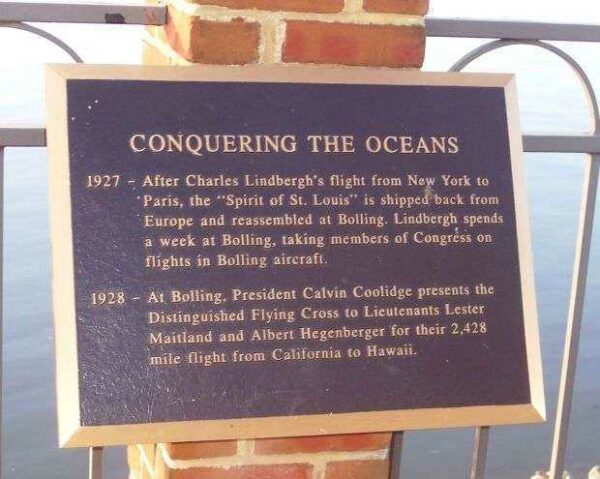 CONQUERING THE OCEANS
1927 - After Charles Lindbergh's flight from New York to
Paris, the "Spirit of St. Louis" is shipped back from
Europe and reassembled at Bolling. Lindbergh spends
a week at Bolling, taking members of Congress on
flights in Bolling aircraft.
1928 - At Bolling, President Calvin Coolidge presents the
Distinguished Flying Cross to Lieutenants Lester
Maitland and Albert Hegenberger for their 2,428
mile flight from California to Hawaii.